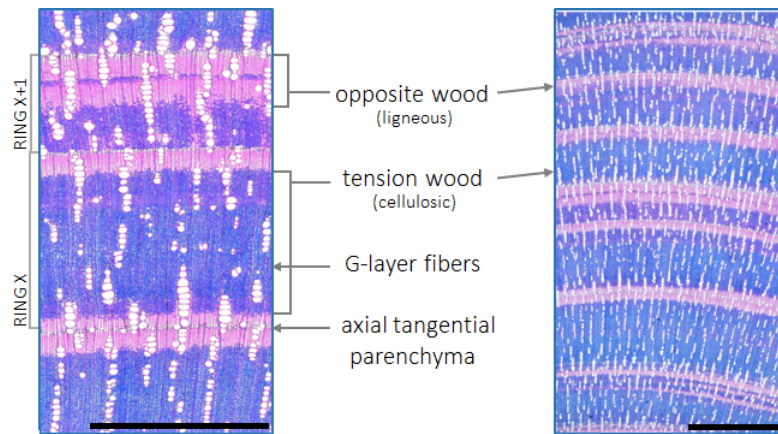 RING X+1
opposite wood
(ligneous)
tension wood
(cellulosic)
RING X
G-layer fibers
axial tangential
parenchyma